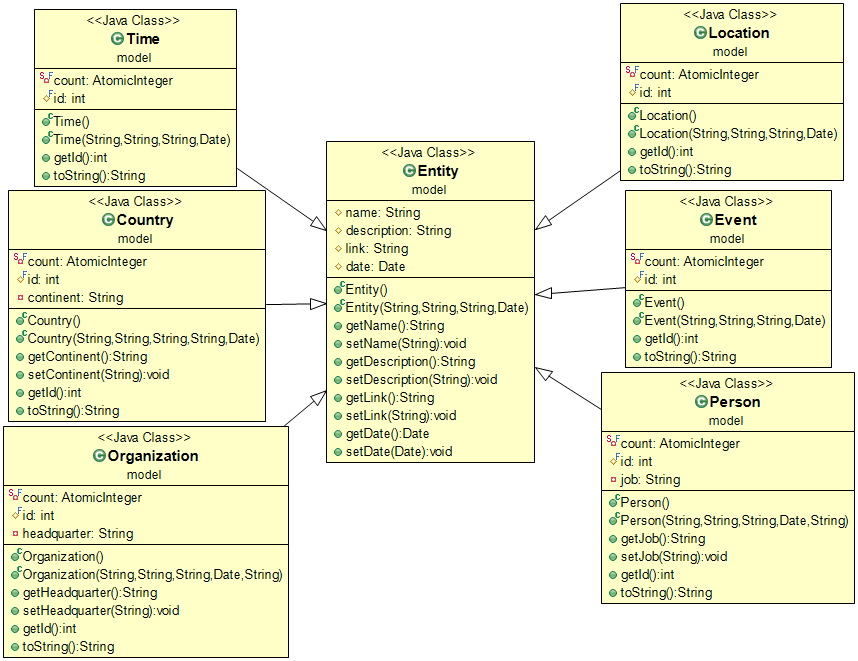 <<Java Class>>
Time
model
count: AtomicInteger
id: int
Time()
Time(String,String,String,Date)
getId():int
toString():String
<<Java Class>>
Country
model
count: AtomicInteger
id: int
continent: String
Country()
Country(String,String,String,String,Date)
getContinent():String
setContinent(String):void
getId():int
toString():String
<<Java Class>>
Organization
model
count: AtomicInteger
id: int
headquarter: String
Organization()
Organization(String,String,String,Date,String)
getHeadquarter():String
setHeadquarter(String):void
getId():int
toString():String
<<Java Class>>
Entity
model
name: String
description: String
link: String
date: Date
Entity()
Entity(String,String,String,Date)
getName():String
setName(String):void
getDescription():String
setDescription(String):void
getLink():String
setLink(String):void
getDate():Date
setDate(Date):void
<<Java Class>>
Location
model
count: AtomicInteger
id: int
Location()
Location(String,String,String,Date)
getId():int
toString():String
<<Java Class>>
Event
model
count: AtomicInteger
id: int
Event()
Event(String,String,String,Date)
getId():int
toString():String
<<Java Class>>
Person
model
count: AtomicInteger
id: int
job: String
Person()
Person(String,String,String,Date,String)
getJob():String
setJob(String):void
getId():int
toString():String